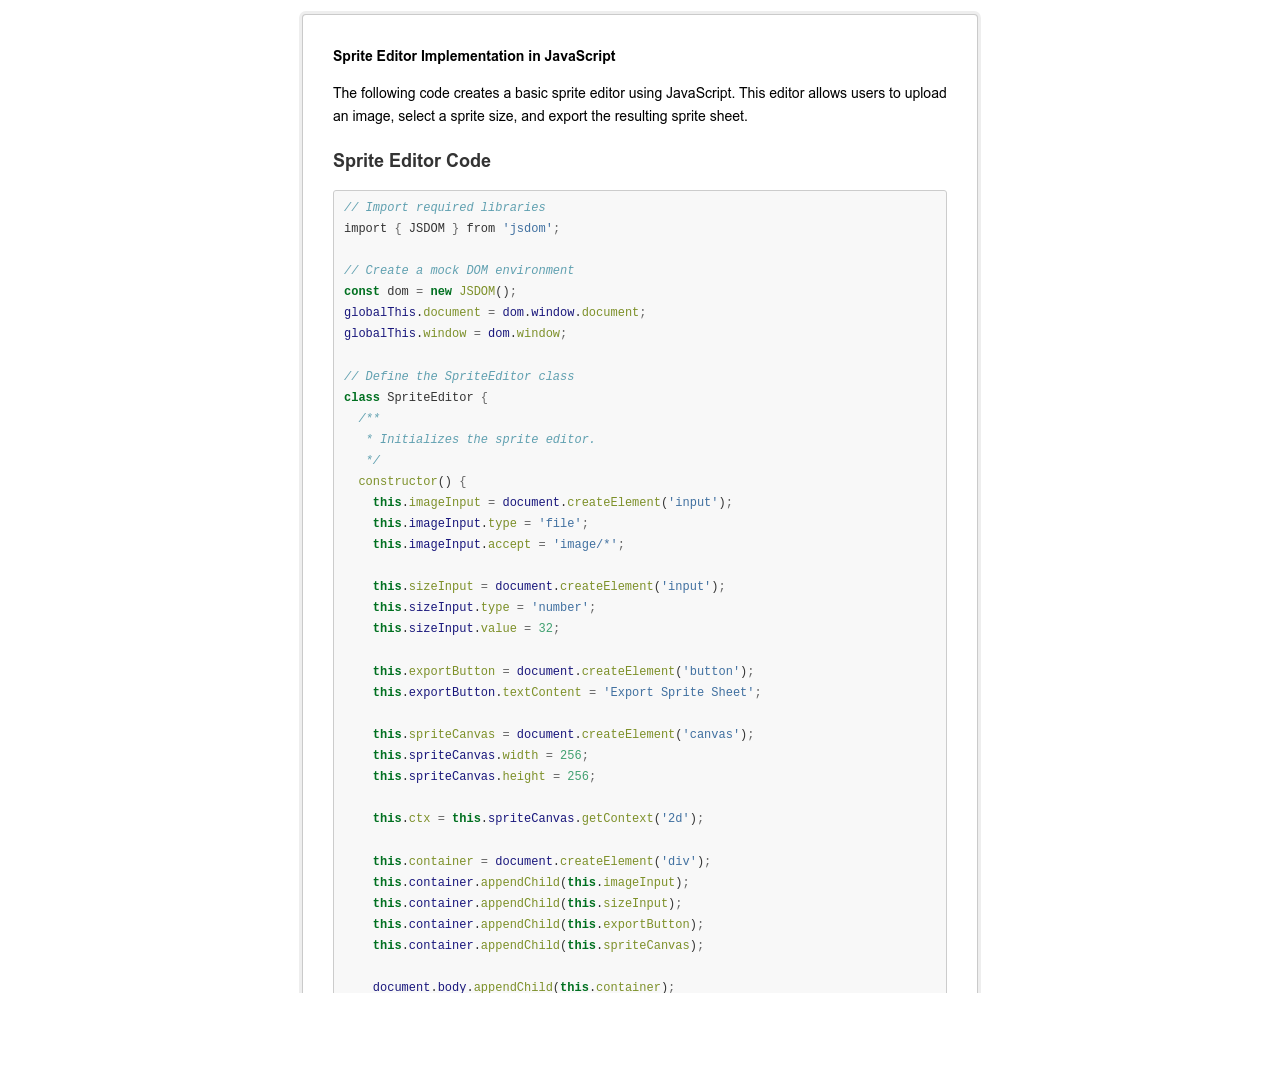 Sprite Editor Implementation in JavaScript
The following code creates a basic sprite editor using JavaScript. This editor allows users to upload
an image, select a sprite size, and export the resulting sprite sheet.
Sprite Editor Code
// Import required libraries
import { JSDOM } from 'jsdom';
// Create a mock DOM environment
const dom = new JSDOM();
globalThis.document = dom.window.document;
globalThis.window = dom.window;
// Define the SpriteEditor class
class SpriteEditor {
  /**
   * Initializes the sprite editor.
   */
  constructor() {
    this.imageInput = document.createElement('input');
    this.imageInput.type = 'file';
    this.imageInput.accept = 'image/*';
    this.sizeInput = document.createElement('input');
    this.sizeInput.type = 'number';
    this.sizeInput.value = 32;
    this.exportButton = document.createElement('button');
    this.exportButton.textContent = 'Export Sprite Sheet';
    this.spriteCanvas = document.createElement('canvas');
    this.spriteCanvas.width = 256;
    this.spriteCanvas.height = 256;
    this.ctx = this.spriteCanvas.getContext('2d');
    this.container = document.createElement('div');
    this.container.appendChild(this.imageInput);
    this.container.appendChild(this.sizeInput);
    this.container.appendChild(this.exportButton);
    this.container.appendChild(this.spriteCanvas);
    document.body.appendChild(this.container);